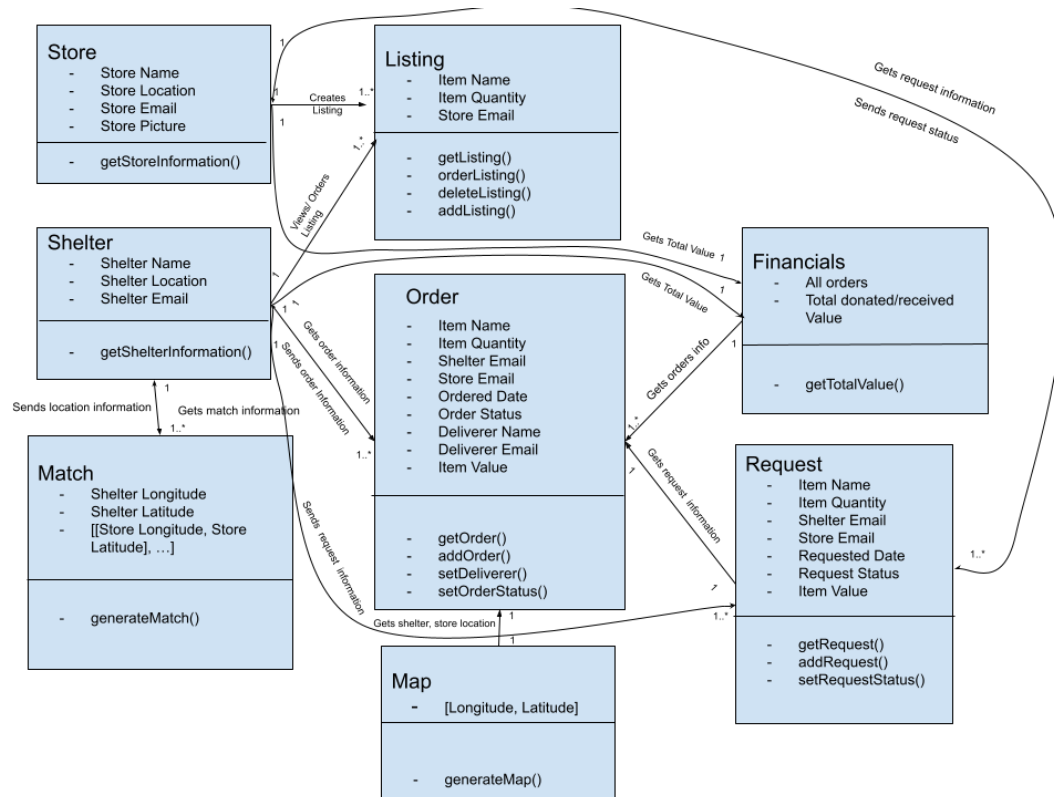 Store
- Store Name
- Store Location
- Store Email
- Store Picture
- getStoreInformation()
Listing
- Item Name
- Item Quantity
- Store Email
- getListing()
- orderListing()
- deleteListing()
- addListing()
1
1
1
Creates
Listing
1..*
1..*
Views/ Orders
Listing
1
Gets request information
Sends request status
Shelter
- Shelter Name
- Shelter Location
- Shelter Email
- getShelterInformation()
Gets Total Value
1
Gets Total Value
1
1
1
1
Financials
- All orders
- Total donated/received
Value
- getTotalValue()
1
Gets orders info
1..*
Order
- Item Name
- Item Quantity
- Shelter Email
- Store Email
- Ordered Date
- Order Status
- Deliverer Name
- Deliverer Email
- Item Value
- getOrder()
- addOrder()
- setDeliverer()
- setOrderStatus()
Gets order information
Sends order information
1..*
1
Sends location information
Gets match information
1..*
Match
- Shelter Longitude
- Shelter Latitude
- [[Store Longitude, Store
Latitude], …]
- generateMatch()
Sends request information
1
Gets request information
1
1..*
Request
- Item Name
- Item Quantity
- Shelter Email
- Store Email
- Requested Date
- Request Status
- Item Value
- getRequest()
- addRequest()
- setRequestStatus()
1..*
Gets shelter, store location
1
1
Map
- [Longitude, Latitude]
- generateMap()